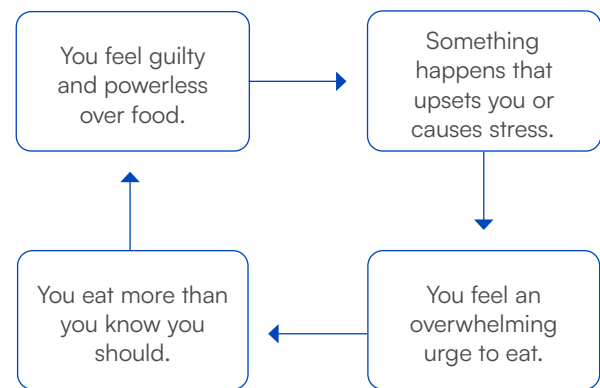 You feel guilty
and powerless
over food.
Something
happens that
upsets you or
causes stress.
You eat more than
you know you
should.
You feel an
overwhelming
urge to eat.